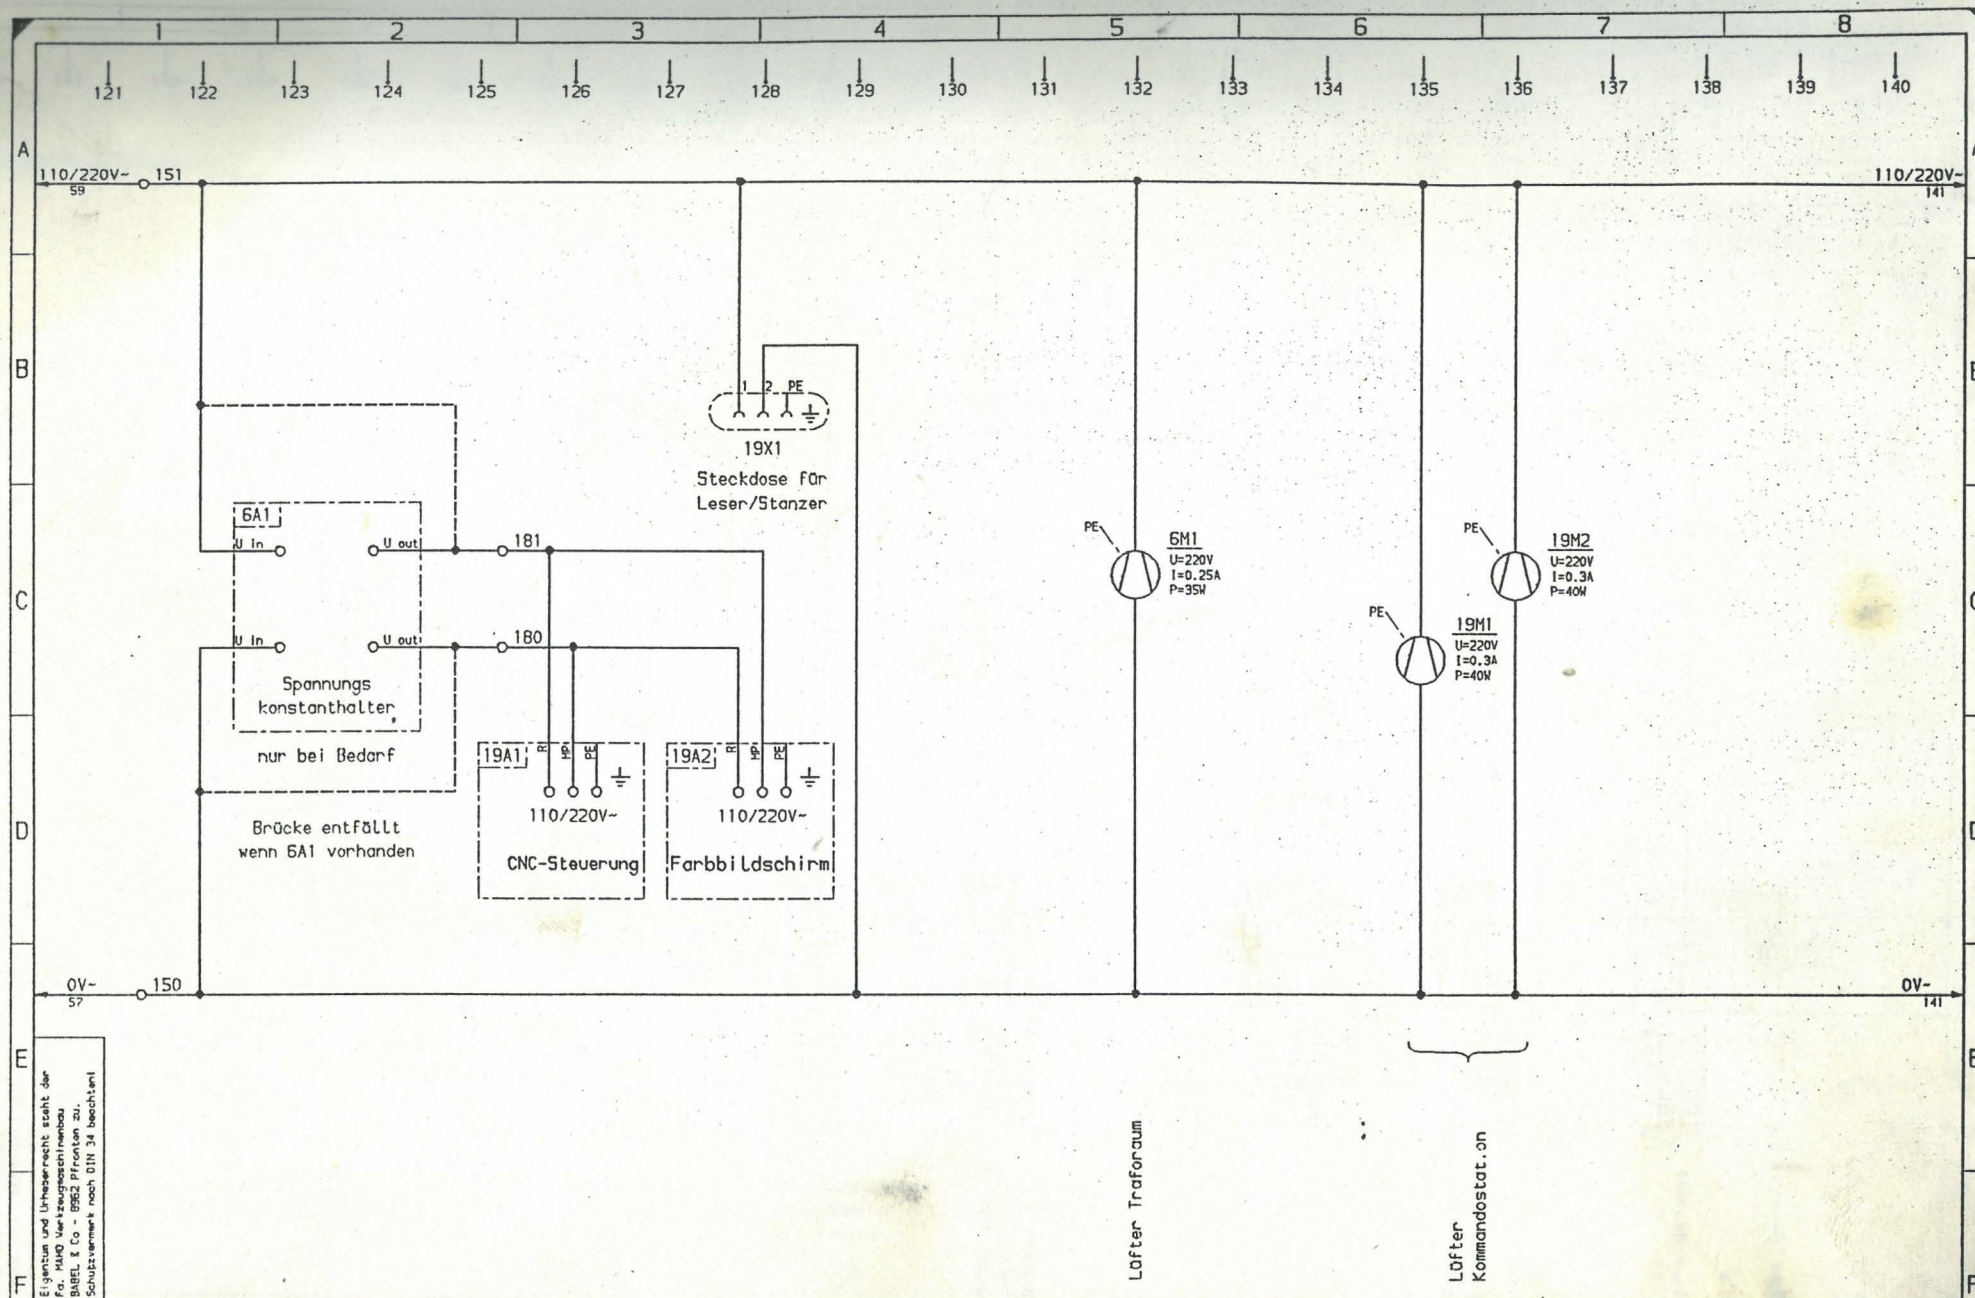 1 2 3 4 5 6 7 8
121 122 123 124 125 126 127 128 129 130 131 132 133 134 135 136 137 138 139 140
A
A
110/220V~ 151
59
110/220V~
141
B
B
1 2 PE
19X1
Steckdose für
Leser/Stanzer
C
C
6A1
U in U out 181
U in U out 180
Spannungs
konstanthalter
nur bei Bedarf
Brücke entfällt
wenn 6A1 vorhanden
PE
6M1
U=220V
I=0.25A
P=35W
PE
19M2
U=220V
I=0.3A
P=40W
PE
19M1
U=220V
I=0.3A
P=40W
D
D
19A1 R MP PE
110/220V~
CNC-Steuerung
19A2 R MP PE
110/220V~
Farbbildschirm
0V~ 150
57
0V~
141
E
E
Eigentum und Urheberrecht steht der
Fa. MAHO Werkzeugmaschinenbau
BABEL & Co - 8962 Pfronten zu.
Schutzvermerk nach DIN 34 beachten!
Lüfter Traforaum
Lüfter
Kommandostat.on
F
F